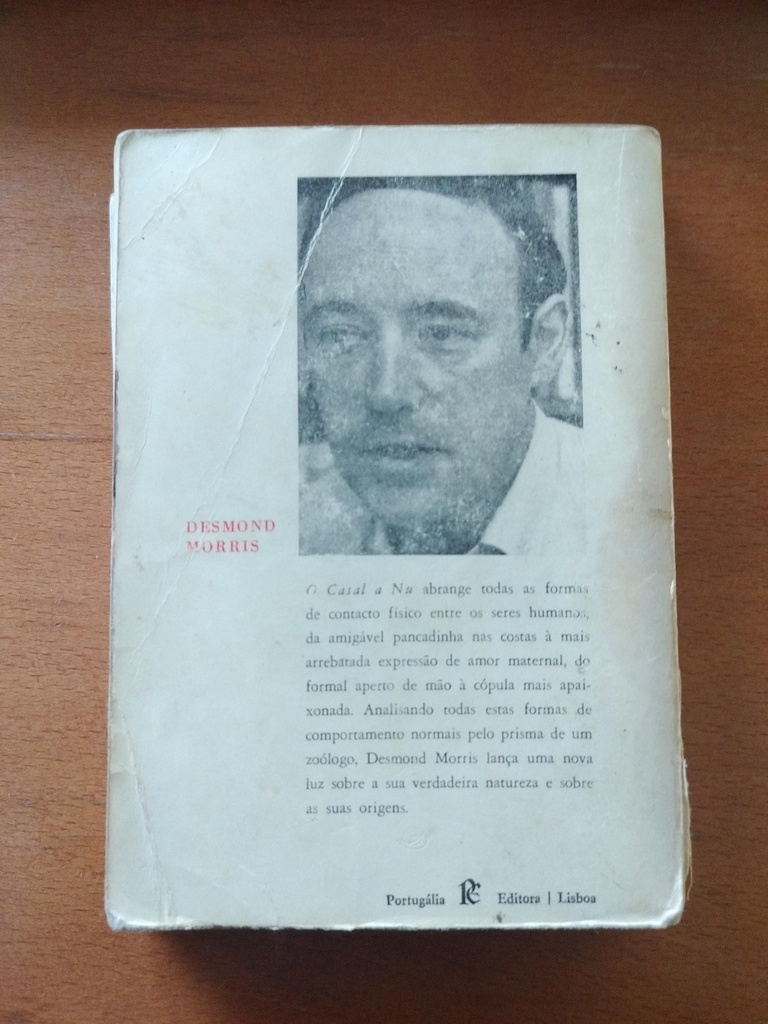 DESMOND
MORRIS
O Casal a Nu abrange todas as formas
de contacto físico entre os seres humanos,
da amigável pancadinha nas costas à mais
arrebatada expressão de amor maternal, do
formal aperto de mão à cópula mais apai-
xonada. Analisando todas estas formas de
comportamento normais pelo prisma de um
zoólogo, Desmond Morris lança uma nova
luz sobre a sua verdadeira natureza e sobre
as suas origens.
Portugália PE Editora | Lisboa